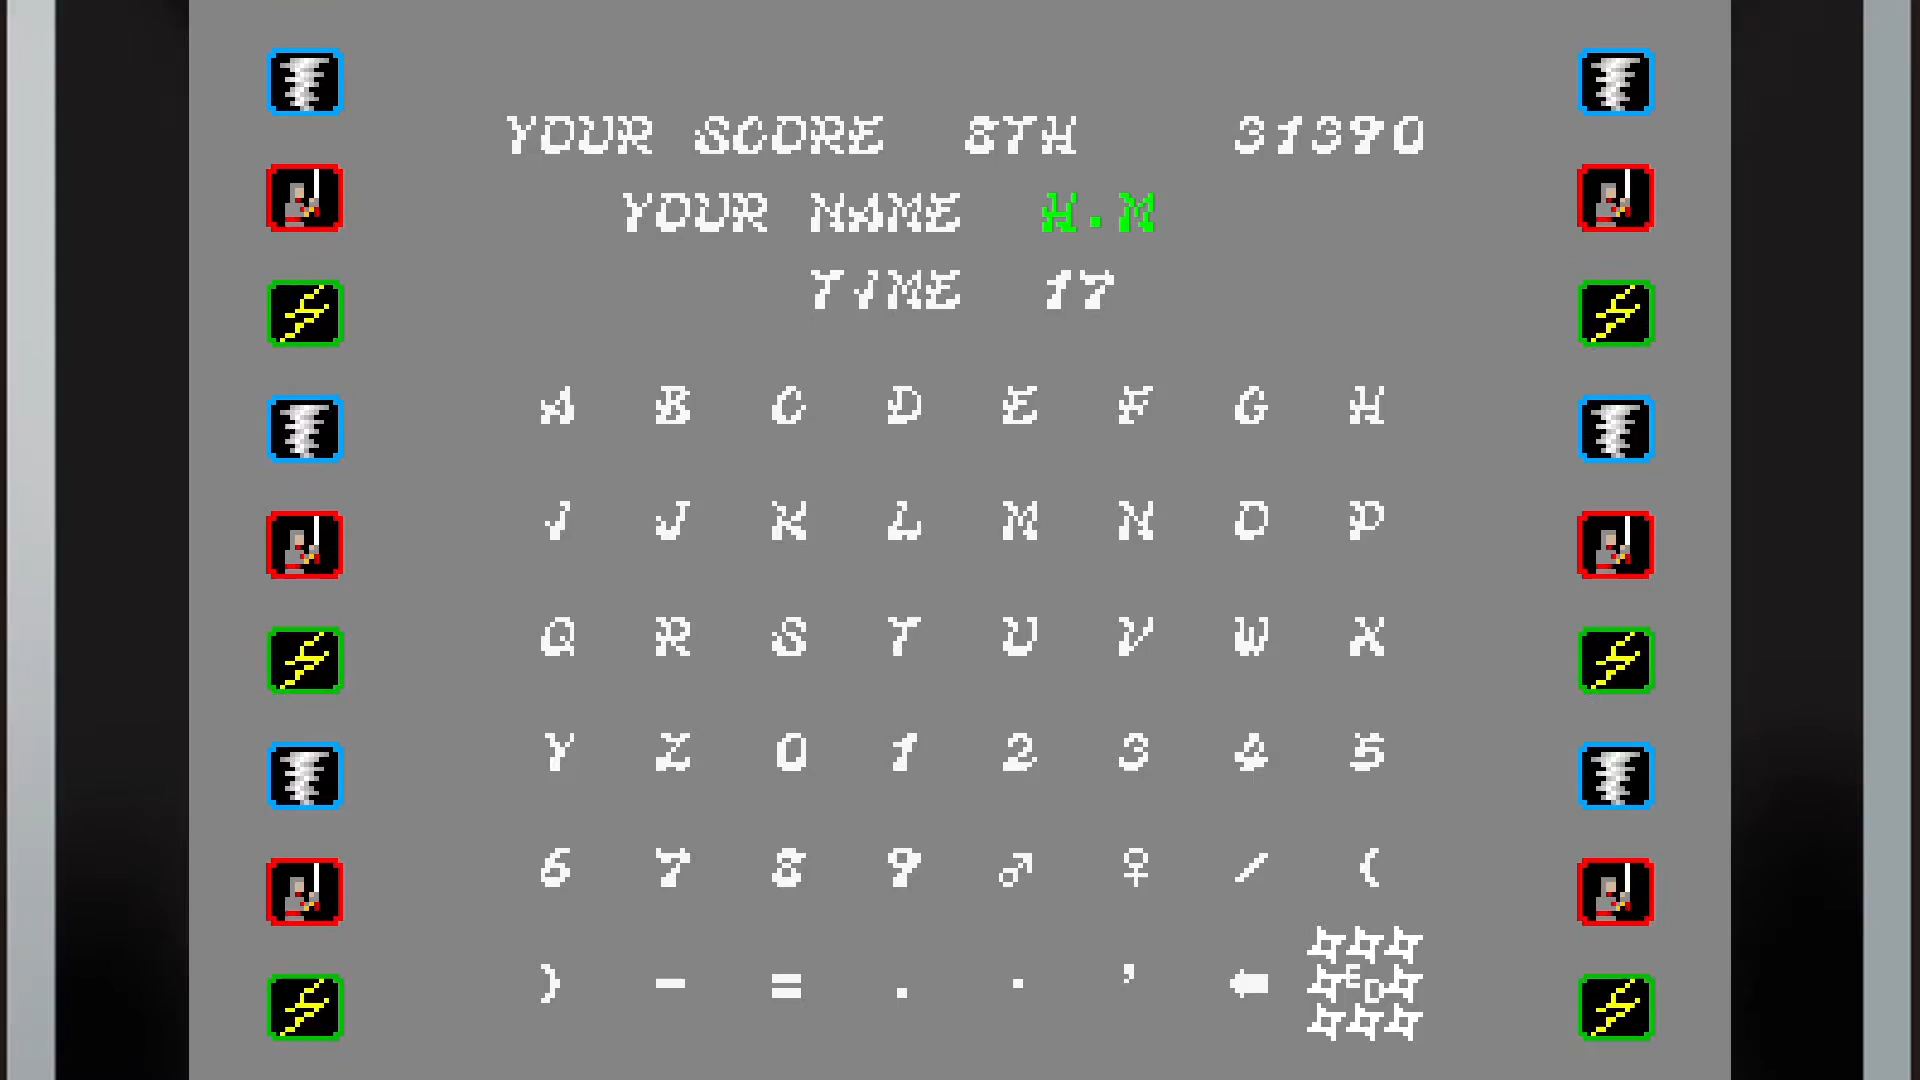 YOUR SCORE 8TH 31390
YOUR NAME H.M
TIME 17
A B C D E F G H
I J K L M N O P
Q R S T U V W X
Y Z 0 1 2 3 4 5
6 7 8 9 ♂ ♀ / (
) - = . · ' ← ED